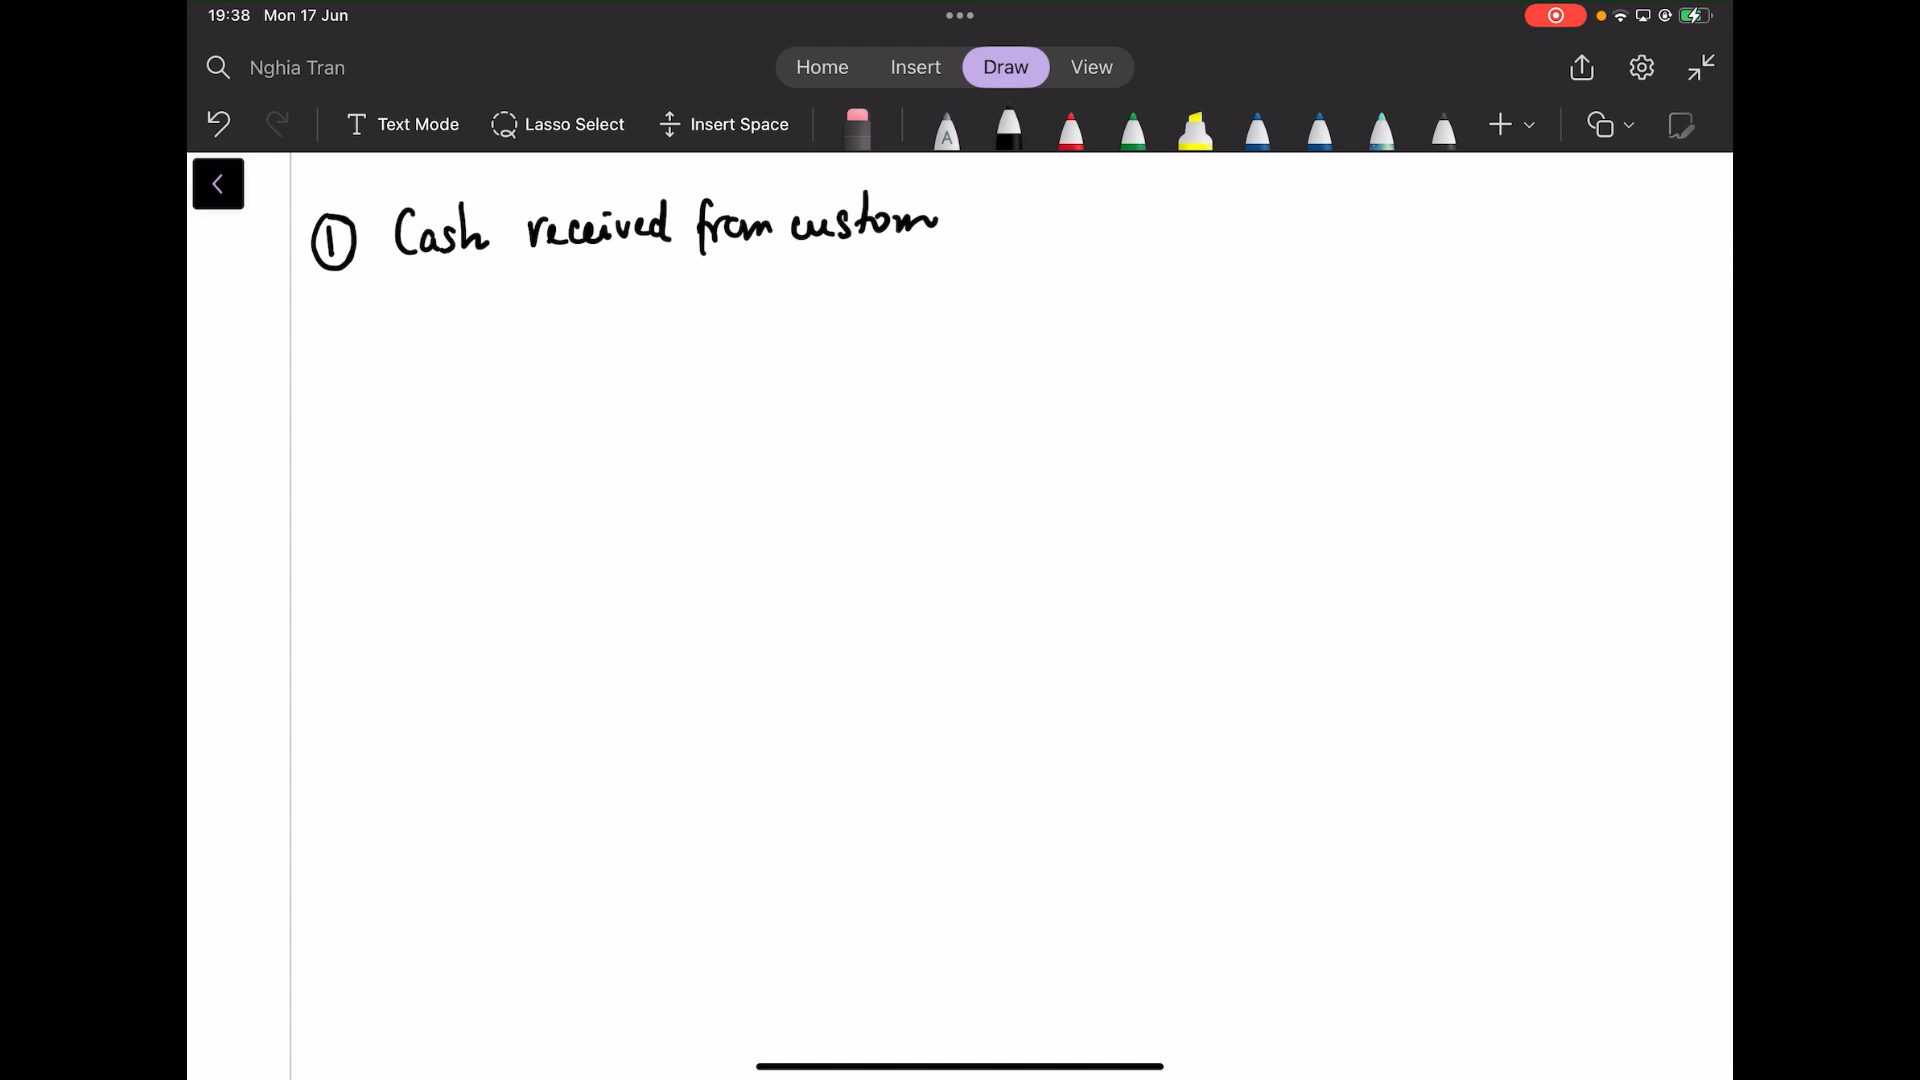 19:38 Mon 17 Jun
Nghia Tran
Home Insert Draw View
Text Mode Lasso Select Insert Space A
① Cash received from custom